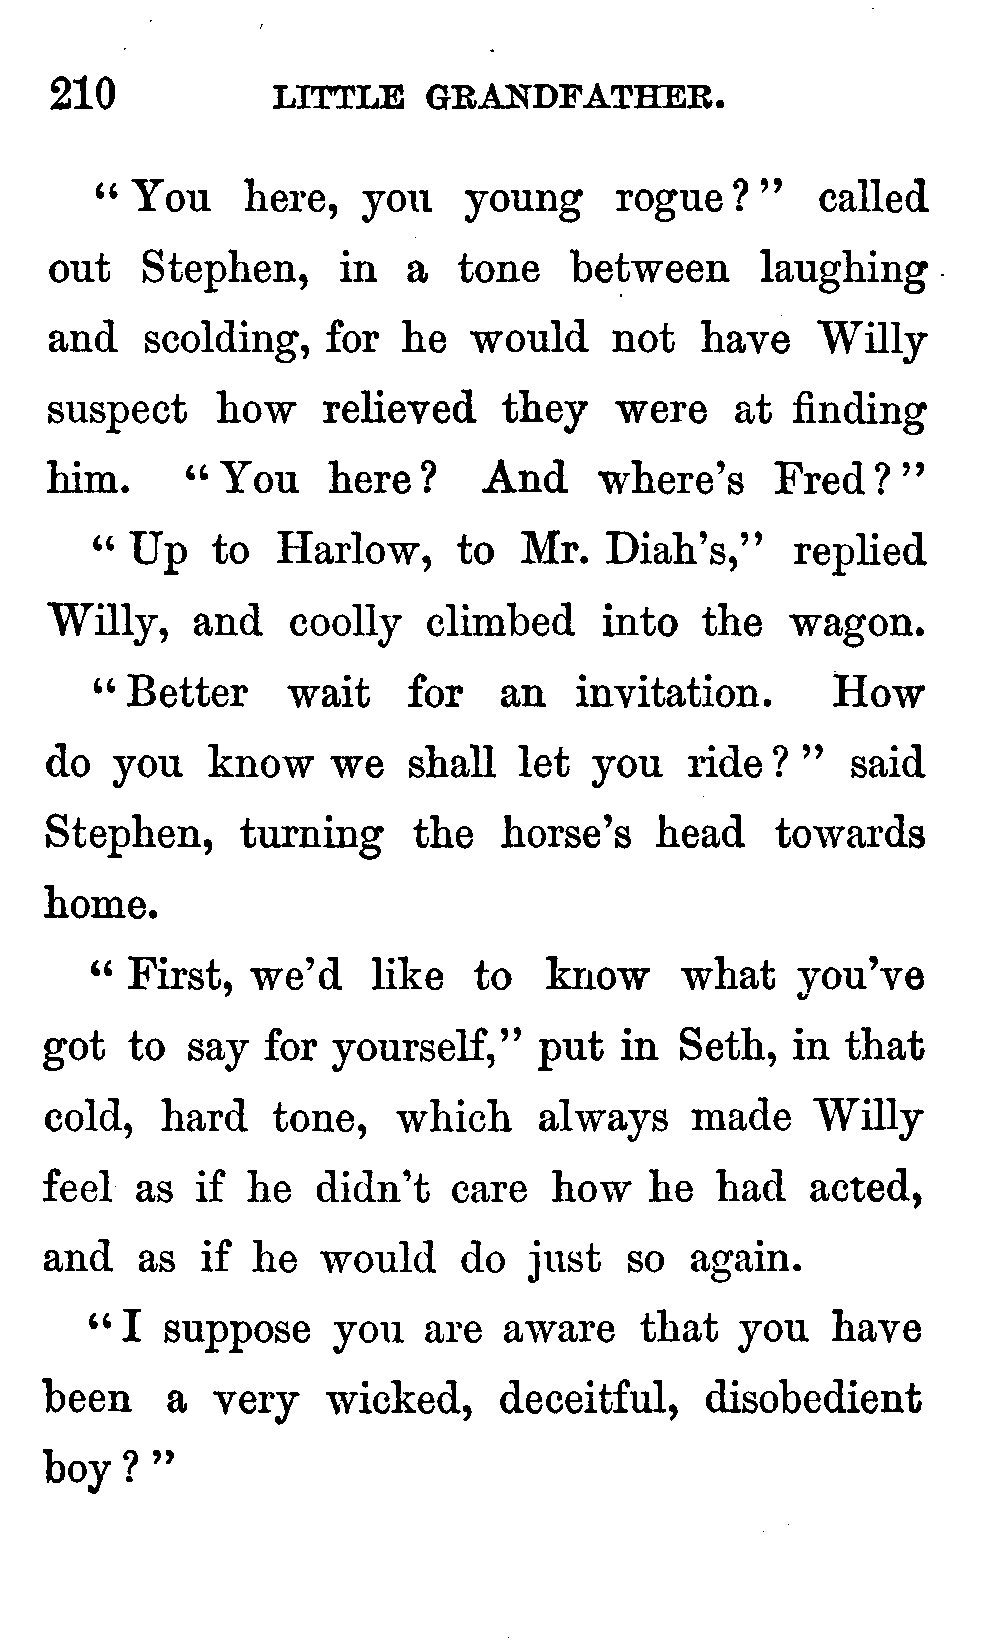 210 LITTLE GRANDFATHER.
“ You here, you young rogue ? ” called
out Stephen, in a tone between laughing
and scolding, for he would not have Willy
suspect how relieved they were at finding
him. “ You here ? And where’s Fred ? ”
“ Up to Harlow, to Mr. Diah’s,” replied
Willy, and coolly climbed into the wagon.
“ Better wait for an invitation. How
do you know we shall let you ride ? ” said
Stephen, turning the horse’s head towards
home.
“ First, we’d like to know what you’ve
got to say for yourself,” put in Seth, in that
cold, hard tone, which always made Willy
feel as if he didn’t care how he had acted,
and as if he would do just so again.
“ I suppose you are aware that you have
been a very wicked, deceitful, disobedient
boy ? ”